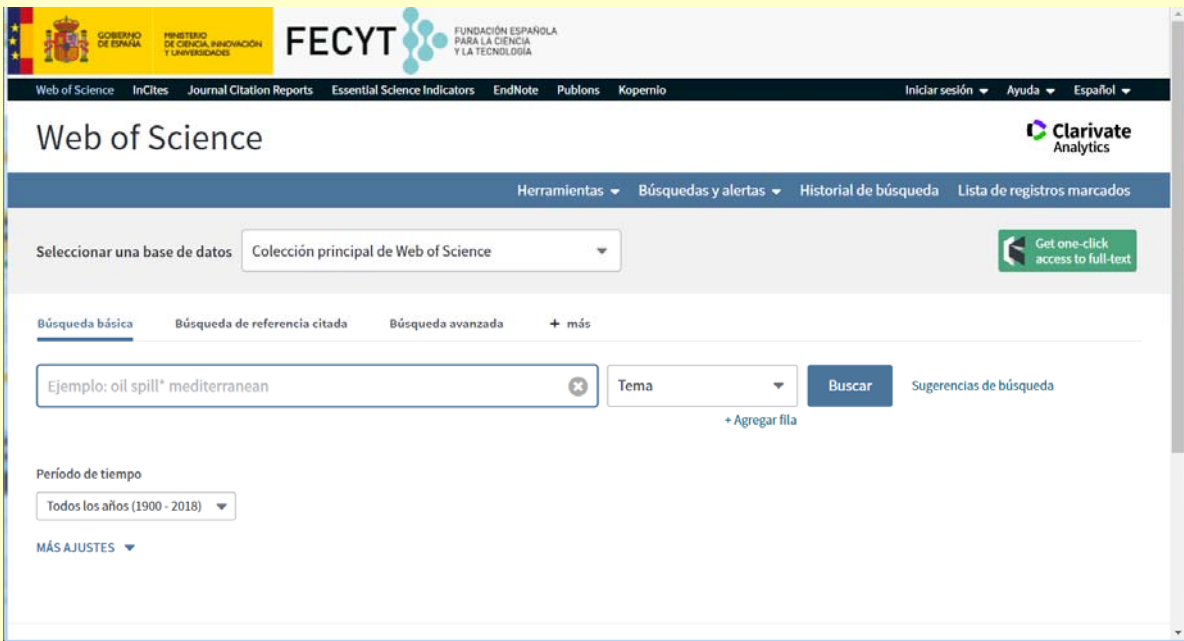 GOBIERNO
DE ESPAÑA
MINISTERIO
DE CIENCIA, INNOVACIÓN
Y UNIVERSIDADES
FECYT
FUNDACIÓN ESPAÑOLA
PARA LA CIENCIA
Y LA TECNOLOGÍA
Web of Science InCites Journal Citation Reports Essential Science Indicators EndNote Publons Kopernio Iniciar sesión Ayuda Español
Web of Science
Clarivate
Analytics
Herramientas Búsquedas y alertas Historial de búsqueda Lista de registros marcados
Seleccionar una base de datos Colección principal de Web of Science
Get one-click
access to full-text
Búsqueda básica Búsqueda de referencia citada Búsqueda avanzada + más
Ejemplo: oil spill* mediterranean Tema Buscar Sugerencias de búsqueda
+ Agregar fila
Período de tiempo
Todos los años (1900 - 2018)
MÁS AJUSTES